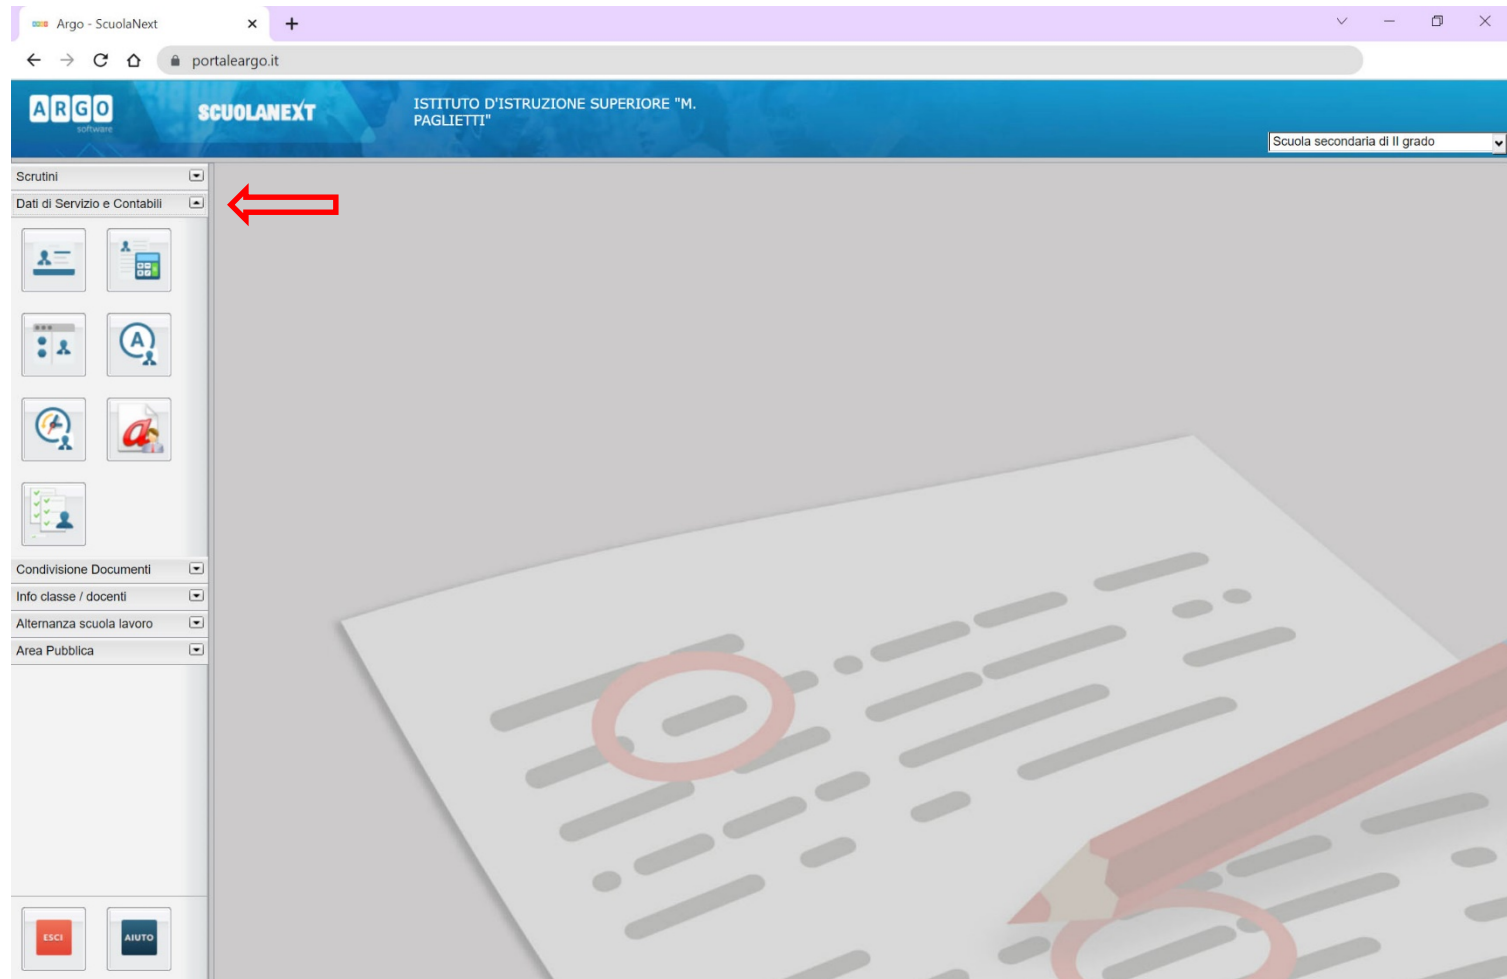 Argo - ScuolaNext
portaleargo.it
ARGO
software
SCUOLANEXT
ISTITUTO D'ISTRUZIONE SUPERIORE "M.
PAGLIETTI"
Scuola secondaria di II grado
Scrutini
Dati di Servizio e Contabili
A
a
Condivisione Documenti
Info classe / docenti
Alternanza scuola lavoro
Area Pubblica
ESCI
AIUTO